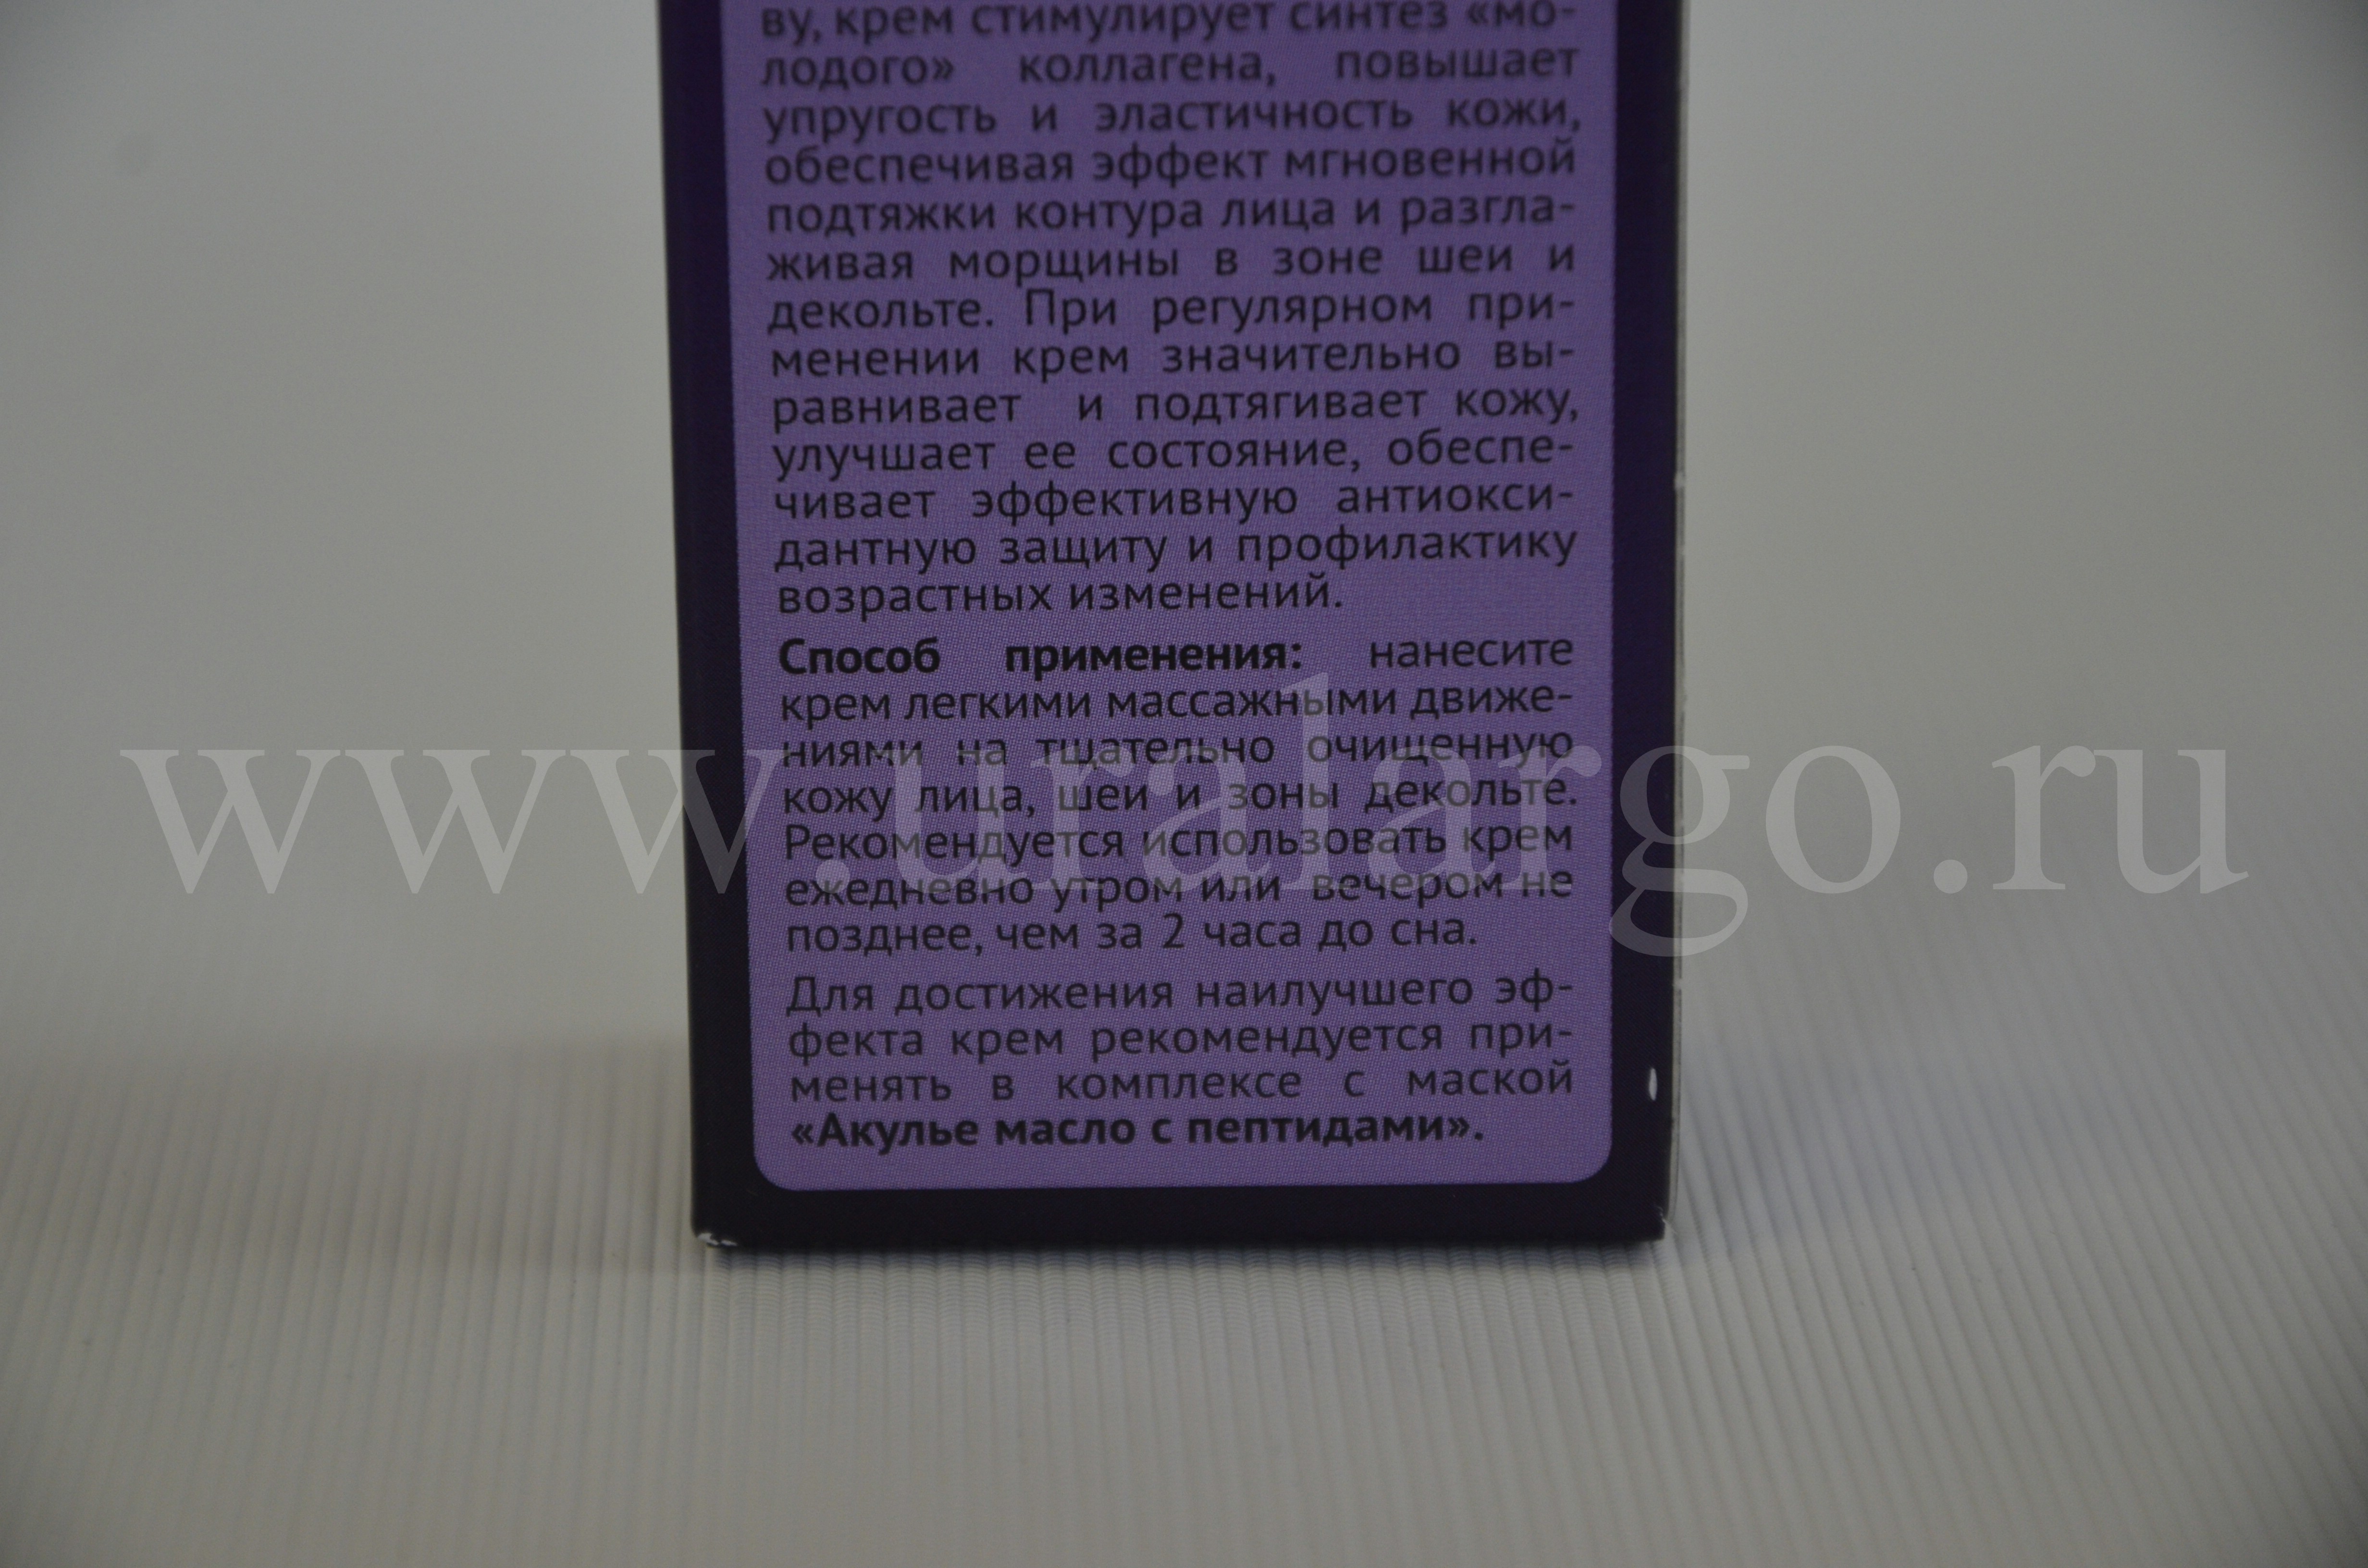 ву, крем стимулирует синтез «мо-
лодого» коллагена, повышает
упругость и эластичность кожи,
обеспечивая эффект мгновенной
подтяжки контура лица и разгла-
живая морщины в зоне шеи и
декольте. При регулярном при-
менении крем значительно вы-
равнивает и подтягивает кожу,
улучшает ее состояние, обеспе-
чивает эффективную антиокси-
дантную защиту и профилактику
возрастных изменений.
Способ применения: нанесите
крем легкими массажными движе-
ниями на тщательно очищенную
кожу лица, шеи и зоны декольте.
Рекомендуется использовать крем
ежедневно утром или вечером не
позднее, чем за 2 часа до сна.
Для достижения наилучшего эф-
фекта крем рекомендуется при-
менять в комплексе с маской
«Акулье масло с пептидами».
www.uralargo.ru